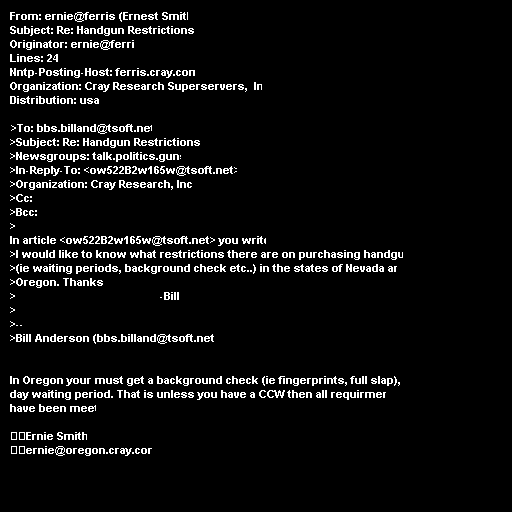 From: ernie@ferris (Ernest Smith
Subject: Re: Handgun Restrictions
Originator: ernie@ferri
Lines: 24
Nntp-Posting-Host: ferris.cray.com
Organization: Cray Research Superservers, In
Distribution: usa
>To: bbs.billand@tsoft.net
>Subject: Re: Handgun Restrictions
>Newsgroups: talk.politics.guns
>In-Reply-To: <ow522B2w165w@tsoft.net>
>Organization: Cray Research, Inc
>Cc:
>Bcc:
>
In article <ow522B2w165w@tsoft.net> you write
>I would like to know what restrictions there are on purchasing handgu
>(ie waiting periods, background check etc..) in the states of Nevada an
>Oregon. Thanks
> -Bill
>
>--
>Bill Anderson (bbs.billand@tsoft.net
In Oregon your must get a background check (ie fingerprints, full slap),
day waiting period. That is unless you have a CCW then all requirmen
have been meet
Ernie Smith
ernie@oregon.cray.com